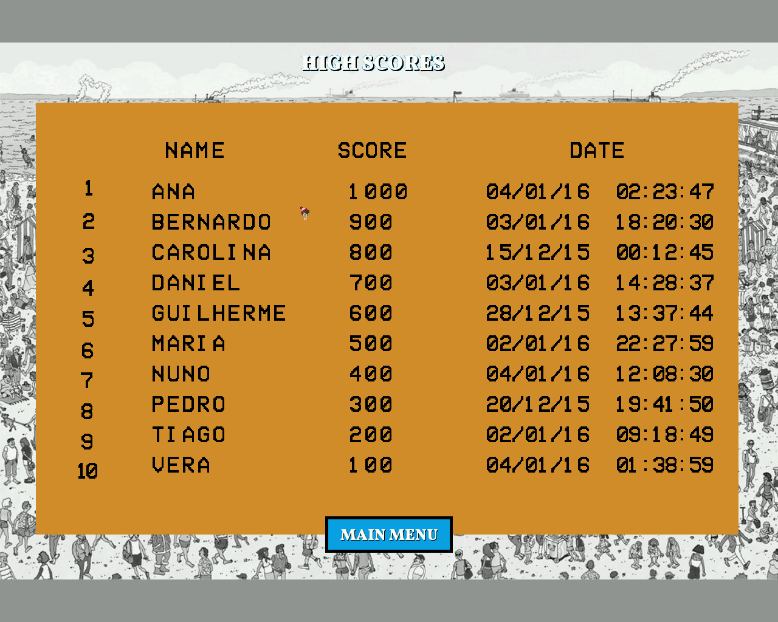 HIGH SCORES
NAME SCORE DATE
1 ANA 1000 04/01/16 02:23:47
2 BERNARDO 900 03/01/16 18:20:30
3 CAROLINA 800 15/12/15 00:12:45
4 DANIEL 700 03/01/16 14:28:37
5 GUILHERME 600 28/12/15 13:37:44
6 MARIA 500 02/01/16 22:27:59
7 NUNO 400 04/01/16 12:08:30
8 PEDRO 300 20/12/15 19:41:50
9 TIAGO 200 02/01/16 09:18:49
10 VERA 100 04/01/16 01:38:59
MAIN MENU